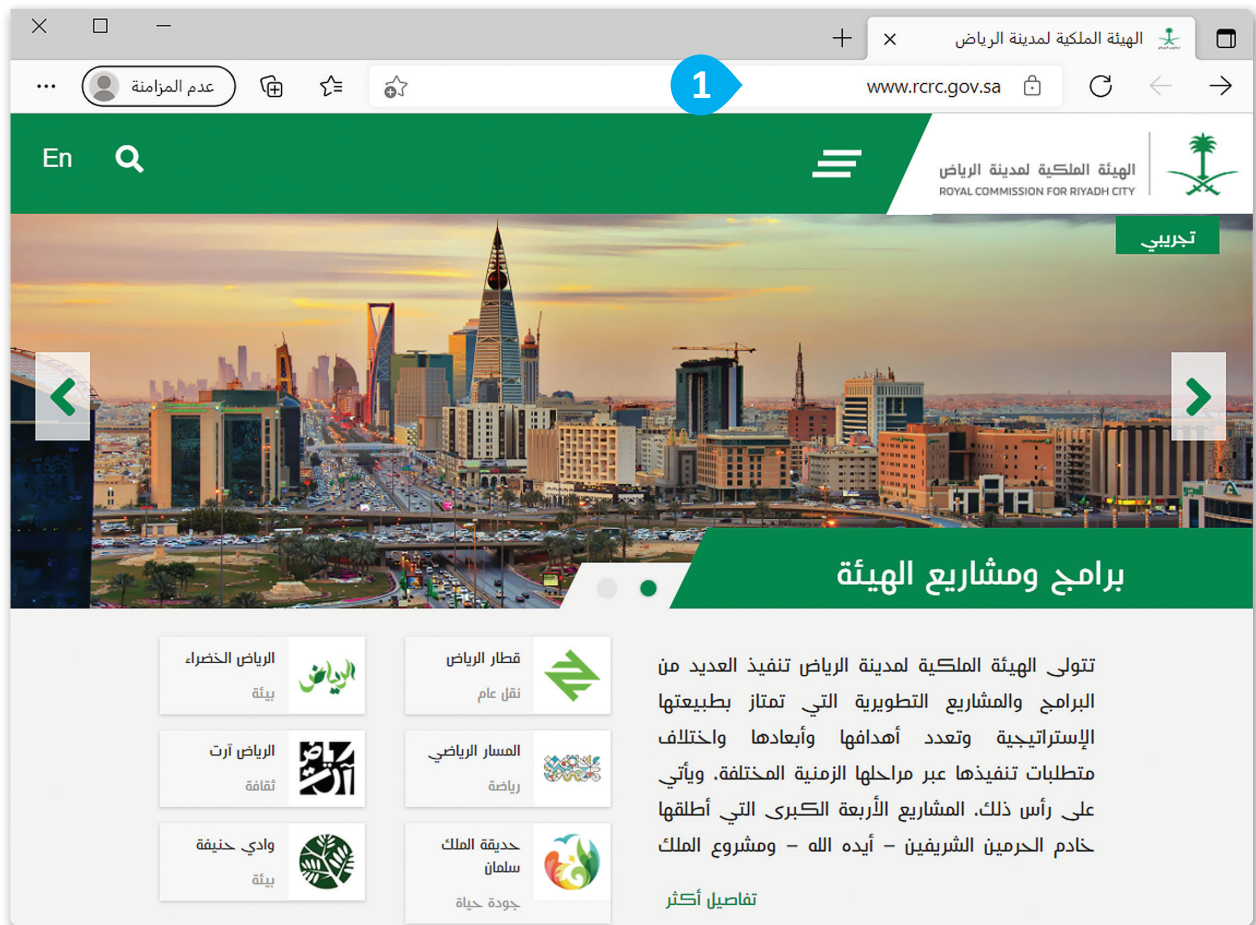 الهيئة الملكية لمدينة الرياض
www.rcrc.gov.sa
1
عدم المزامنة
الهيئة الملكية لمدينة الرياض
ROYAL COMMISSION FOR RIYADH CITY
En
تجريبي
برامج ومشاريع الهيئة
تتولى الهيئة الملكية لمدينة الرياض تنفيذ العديد من
البرامج والمشاريع التطويرية التي تمتاز بطبيعتها
الإستراتيجية وتعدد أهدافها وأبعادها واختلاف
متطلبات تنفيذها عبر مراحلها الزمنية المختلفة. ويأتي
على رأس ذلك. المشاريع الأربعة الكبرى التي أطلقها
خادم الحرمين الشريفين – أيده الله – ومشروع الملك
تفاصيل أكثر
قطار الرياض
نقل عام
الرياض الخضراء
بيئة
الرياض
المسار الرياضي
رياضة
الرياض آرت
ثقافة
رياض
آرت
حديقة الملك
سلمان
جودة حياة
وادي حنيفة
بيئة